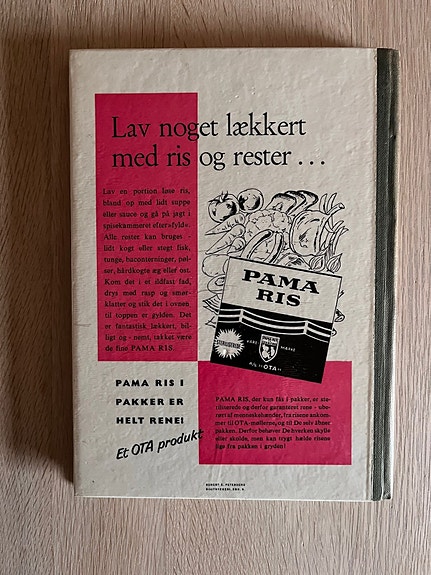 Lav noget lækkert
med ris og rester...
Lav en portion løse ris,
bland op med lidt suppe
eller sauce og gå på jagt i
spisekammeret efter »fyld«.
Alle rester kan bruges -
lidt kogt eller stegt fisk,
tunge, baconterninger, pøl-
ser, hårdkogte æg eller ost.
Kom det i et ildfast fad,
drys med rasp og smør-
klatter og stik det i ovnen
til toppen er gylden. Det
er fantastisk lækkert, bil-
ligt og - nemt, takket være
de fine PAMA RIS.
PAMA
RIS
STERILISEREDE
A/S "OTA"
PAMA RIS I
PAKKER ER
HELT RENE!
Et OTA produkt
PAMA RIS, der kun fås i pakker, er ste-
riliserede og derfor garanteret rene - ube-
rørt af menneskehænder, fra risene ankom-
mer til OTA-møllerne, og til De selv åbner
pakken. Derfor behøver De hverken skylle
eller skolde, men kan trygt hælde risene
lige fra pakken i gryden!
BOGTRYKKERI, KBH. K.